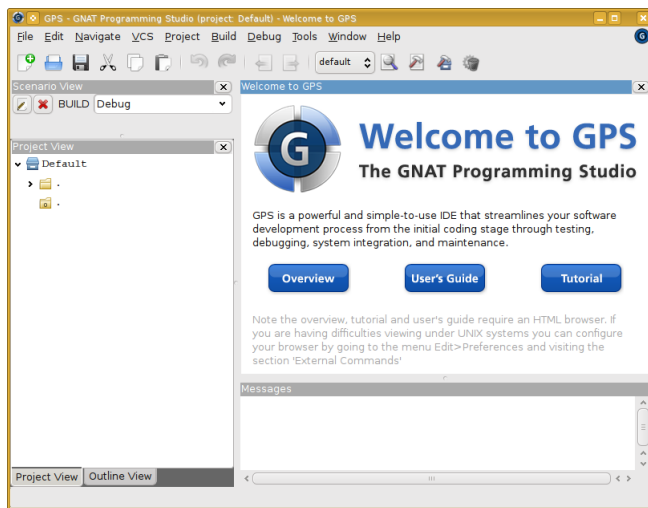 GPS - GNAT Programming Studio (project: Default) - Welcome to GPS
File Edit Navigate VCS Project Build Debug Tools Window Help
default
Scenario View
BUILD Debug
Project View
Default
.
.
Project View Outline View
Welcome to GPS
G
Welcome to GPS
The GNAT Programming Studio
GPS is a powerful and simple-to-use IDE that streamlines your software
development process from the initial coding stage through testing,
debugging, system integration, and maintenance.
Overview User's Guide Tutorial
Note the overview, tutorial and user's guide require an HTML browser. If
you are having difficulties viewing under UNIX systems you can configure
your browser by going to the menu Edit>Preferences and visiting the
section 'External Commands'
Messages